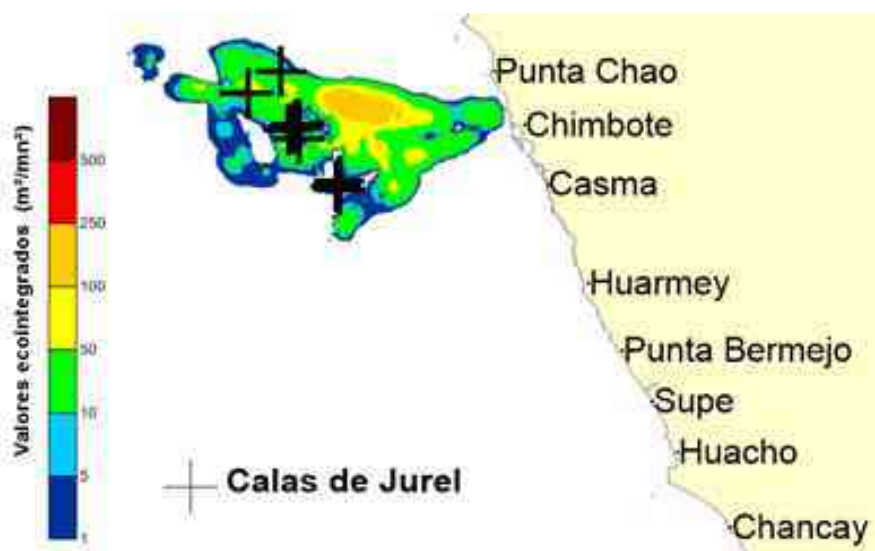 Valores ecointegrados (m²/mn²)
500
250
100
50
10
5
1
Punta Chao
Chimbote
Casma
Huarmey
Punta Bermejo
Supe
Huacho
Chancay
Calas de Jurel